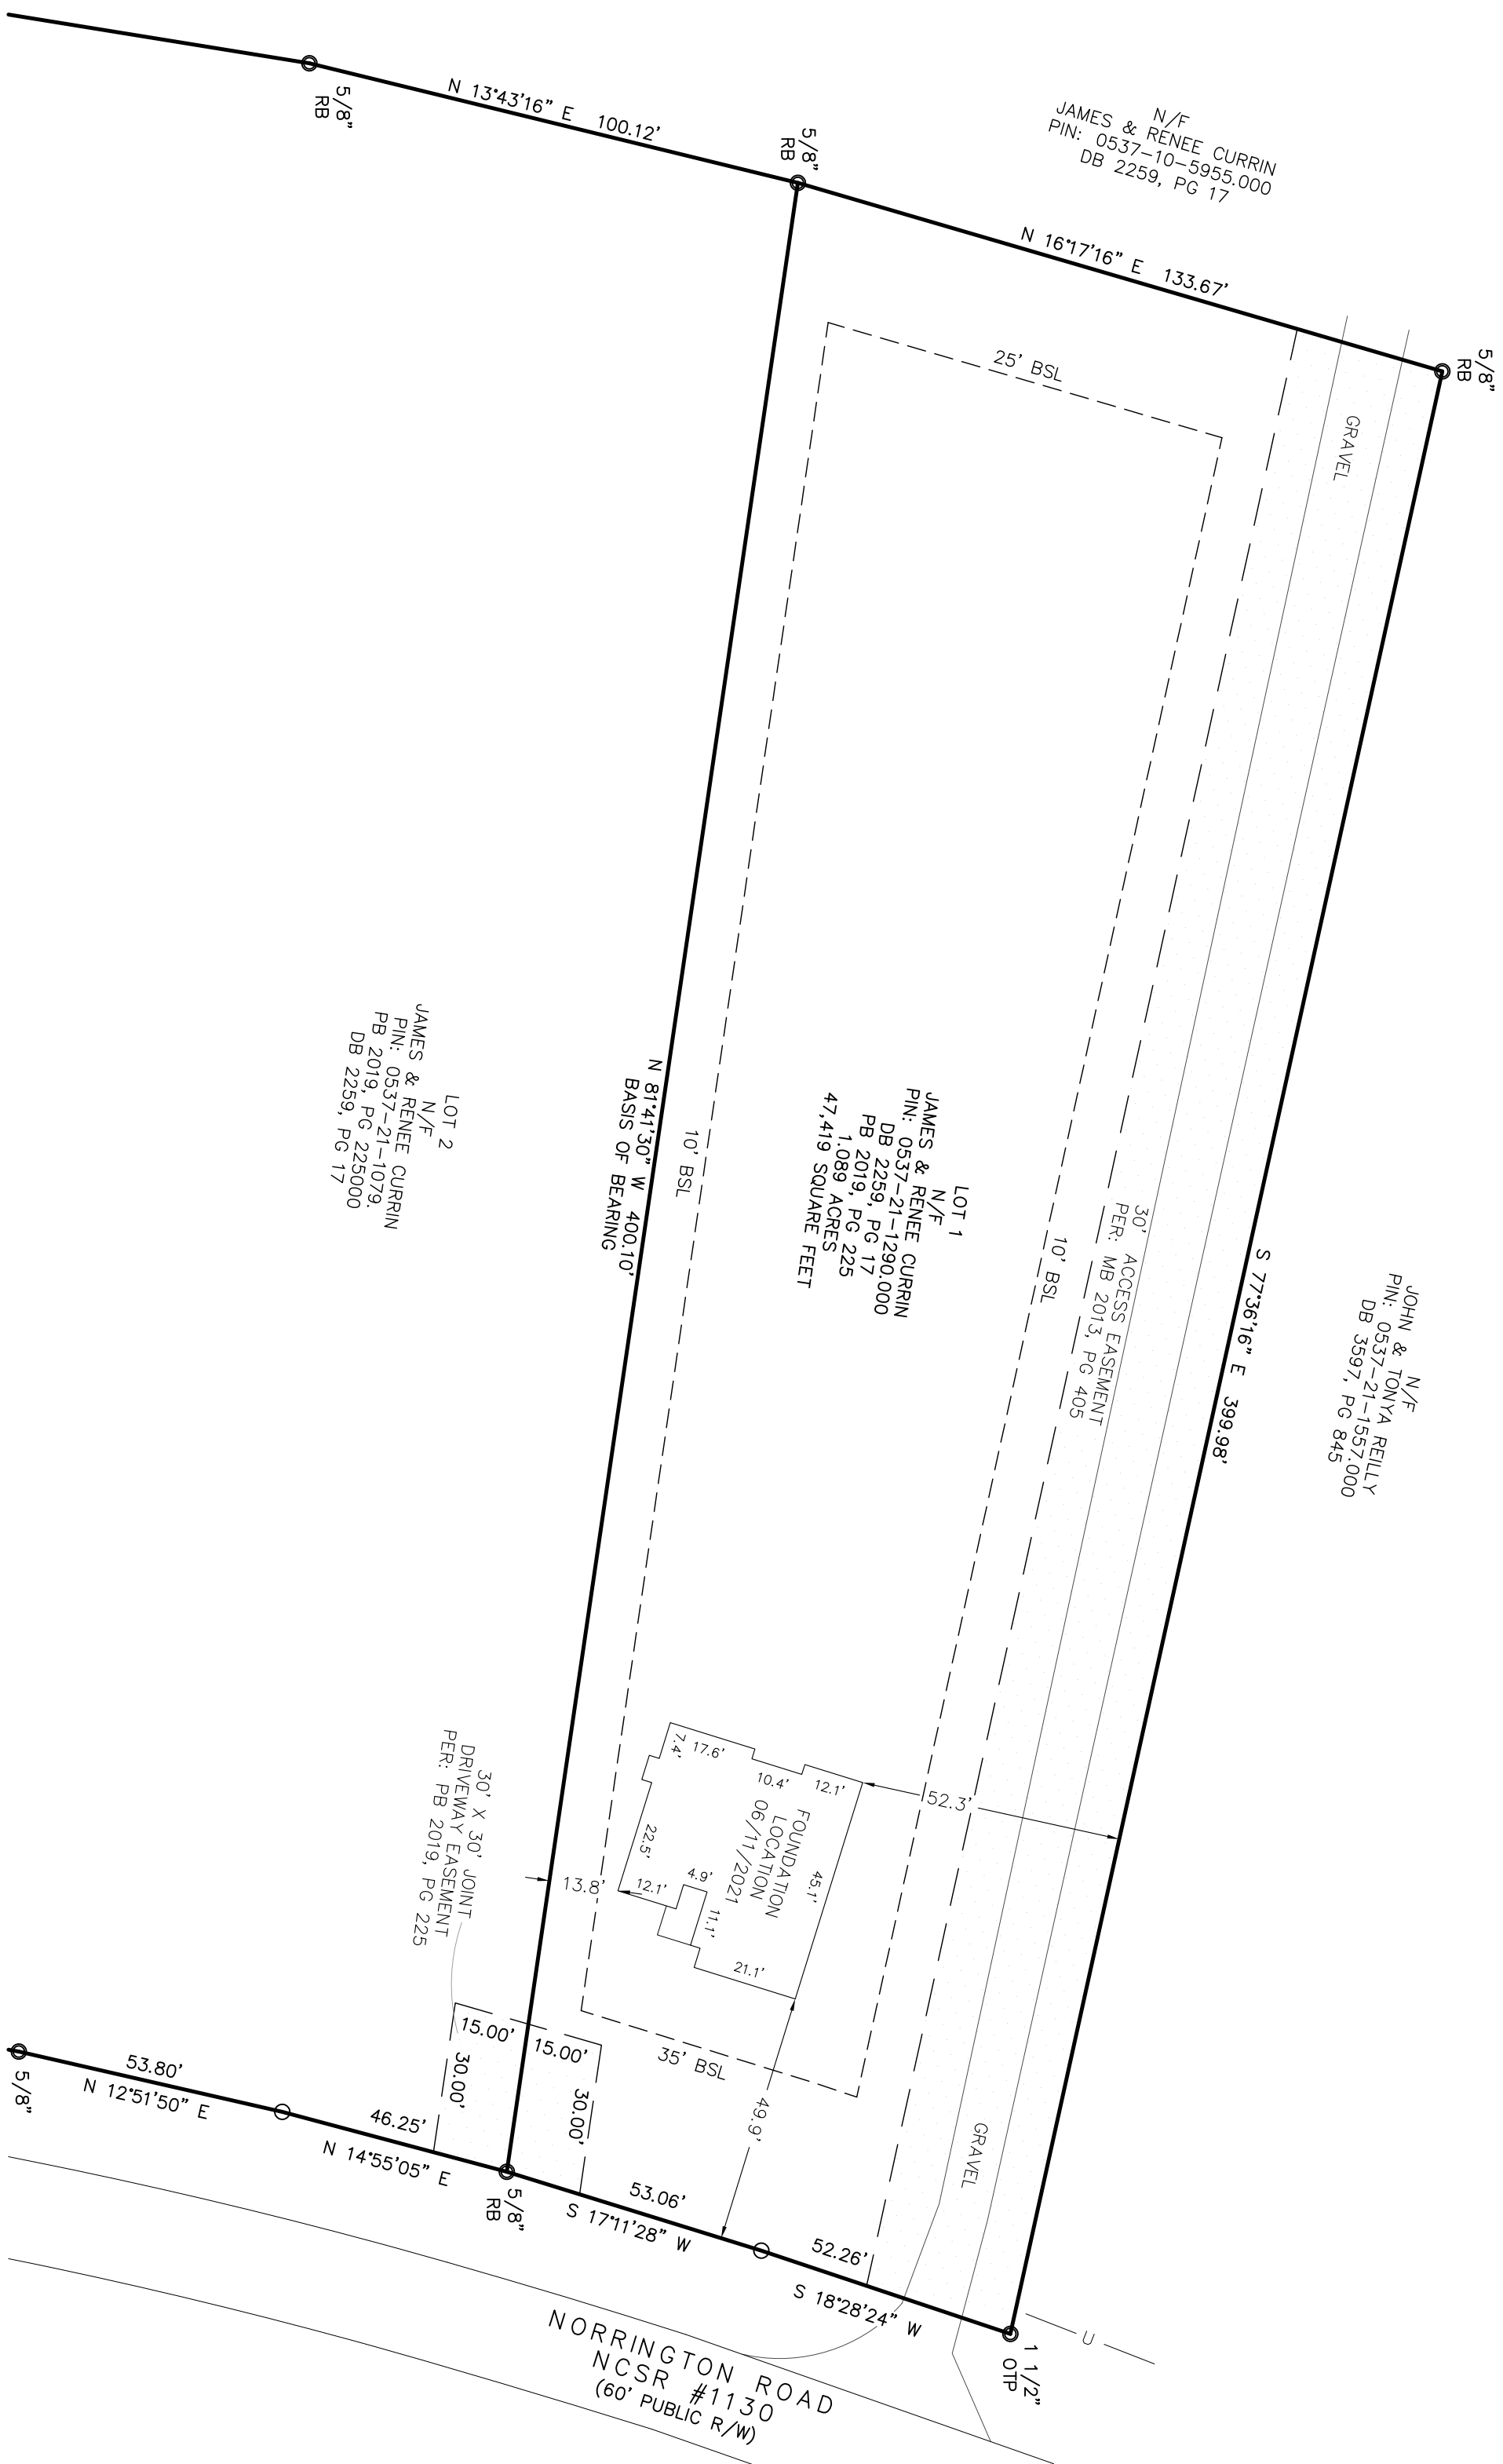 N/F
JAMES & RENEE CURRIN
PIN: 0537-10-5955.000
DB 2259, PG 17
5/8"
RB
N 13°43'16" E 100.12'
5/8"
RB
N 16°17'16" E 133.67'
5/8"
RB
25' BSL
GRAVEL
N/F
JOHN & TONYA REILLY
PIN: 0537-21-1557.000
DB 3597, PG 845
S 77°36'16" E 399.98'
30' ACCESS EASEMENT
PER: MB 2013, PG 405
10' BSL
LOT 1
N/F
JAMES & RENEE CURRIN
PIN: 0537-21-1290.000
DB 2259, PG 17
PB 2019, PG 225
1.089 ACRES
47,419 SQUARE FEET
10' BSL
N 81°41'30" W 400.10'
BASIS OF BEARING
LOT 2
N/F
JAMES & RENEE CURRIN
PIN: 0537-21-1079.
PB 2019, PG 225000
DB 2259, PG 17
52.3'
12.1'
10.4'
17.6'
7.4'
FOUNDATION
LOCATION
06/11/2021
45.1'
22.5'
4.9'
12.1'
11.1'
21.1'
13.8'
49.9'
30' X 30' JOINT
DRIVEWAY EASEMENT
PER: PB 2019, PG 225
15.00'
15.00'
30.00'
30.00'
35' BSL
GRAVEL
53.80'
N 12°51'50" E
5/8"
46.25'
N 14°55'05" E
5/8"
RB
53.06'
S 17°11'28" W
52.26'
S 18°28'24" W
U
1 1/2"
OTP
NORRINGTON ROAD
NCSR #1130
(60' PUBLIC R/W)